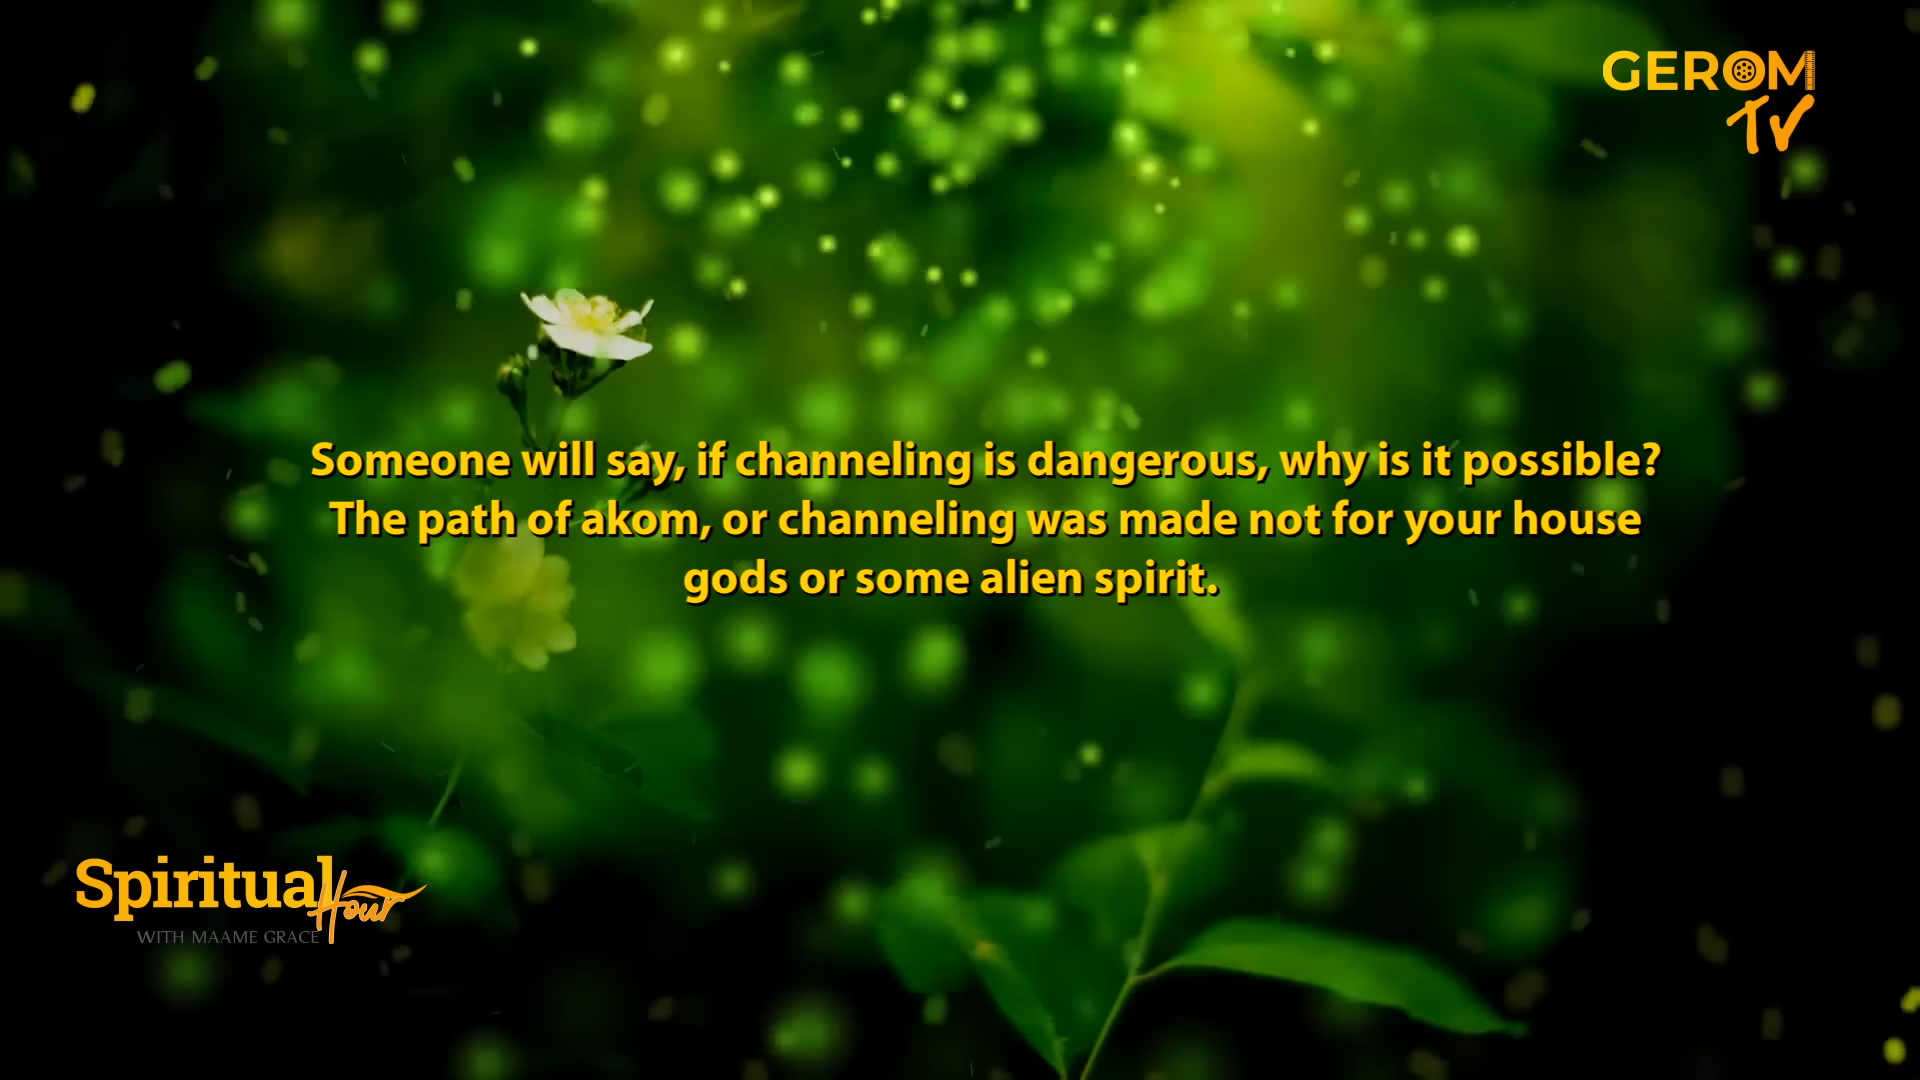 GEROM
TV
Someone will say, if channeling is dangerous, why is it possible?
The path of akom, or channeling was made not for your house
gods or some alien spirit.
Spiritual
Hour
WITH MAAME GRACE